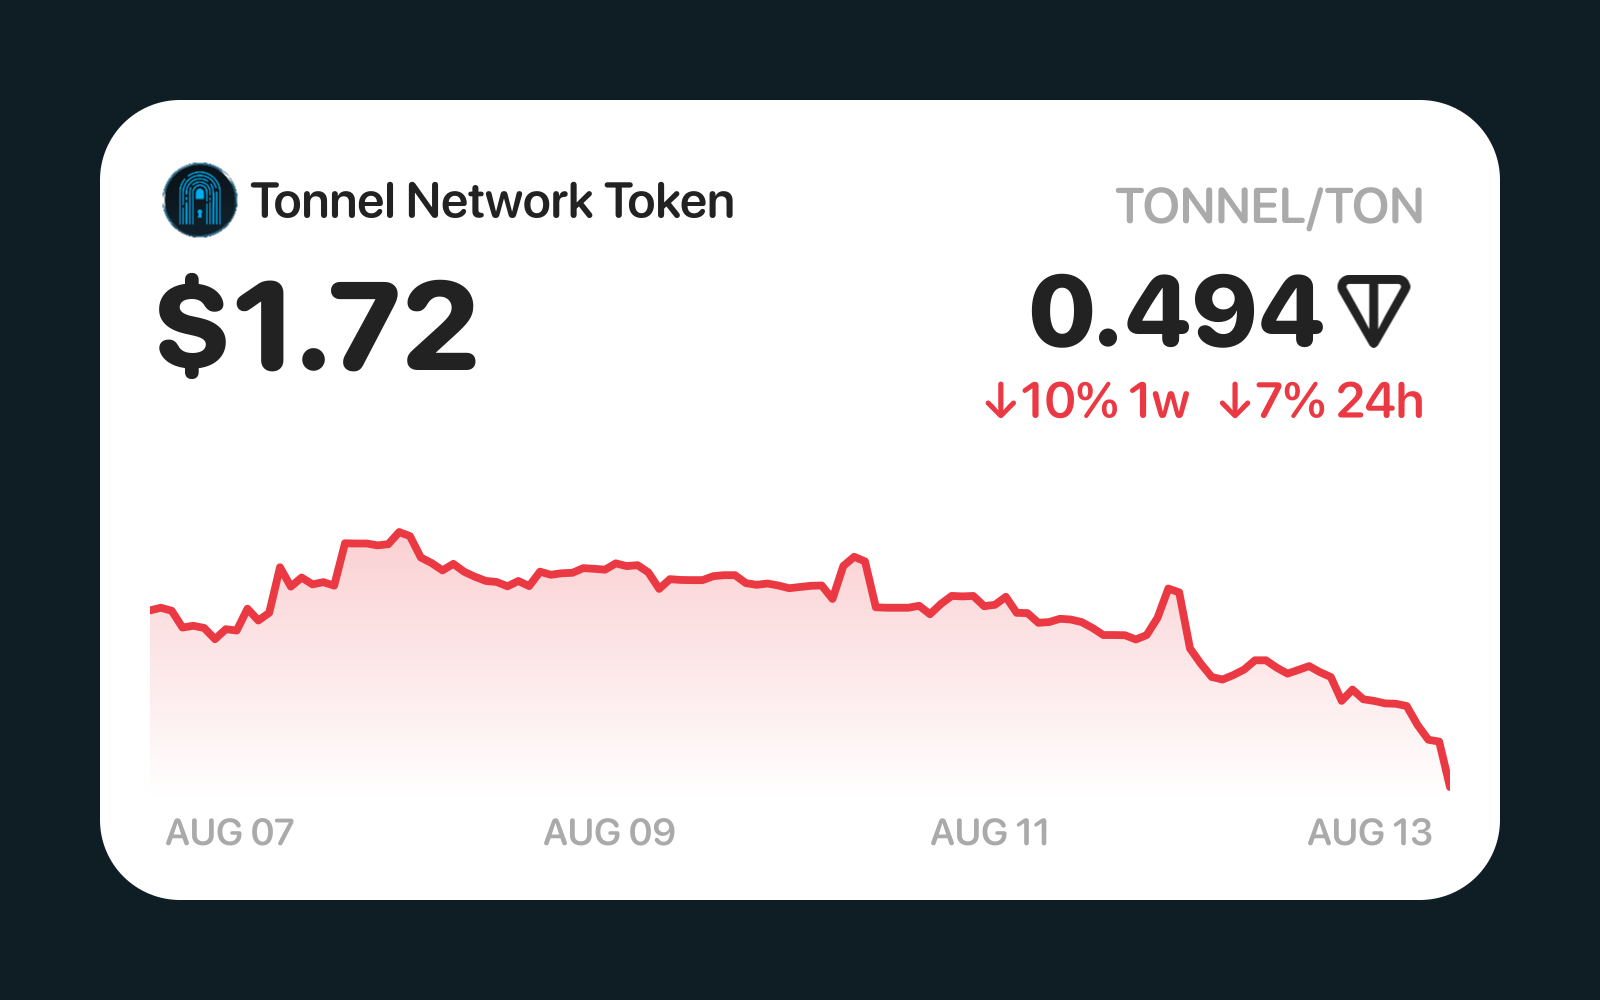 Tonnel Network Token
TONNEL/TON
$1.72
0.494
↓10% 1w ↓7% 24h
AUG 07
AUG 09
AUG 11
AUG 13